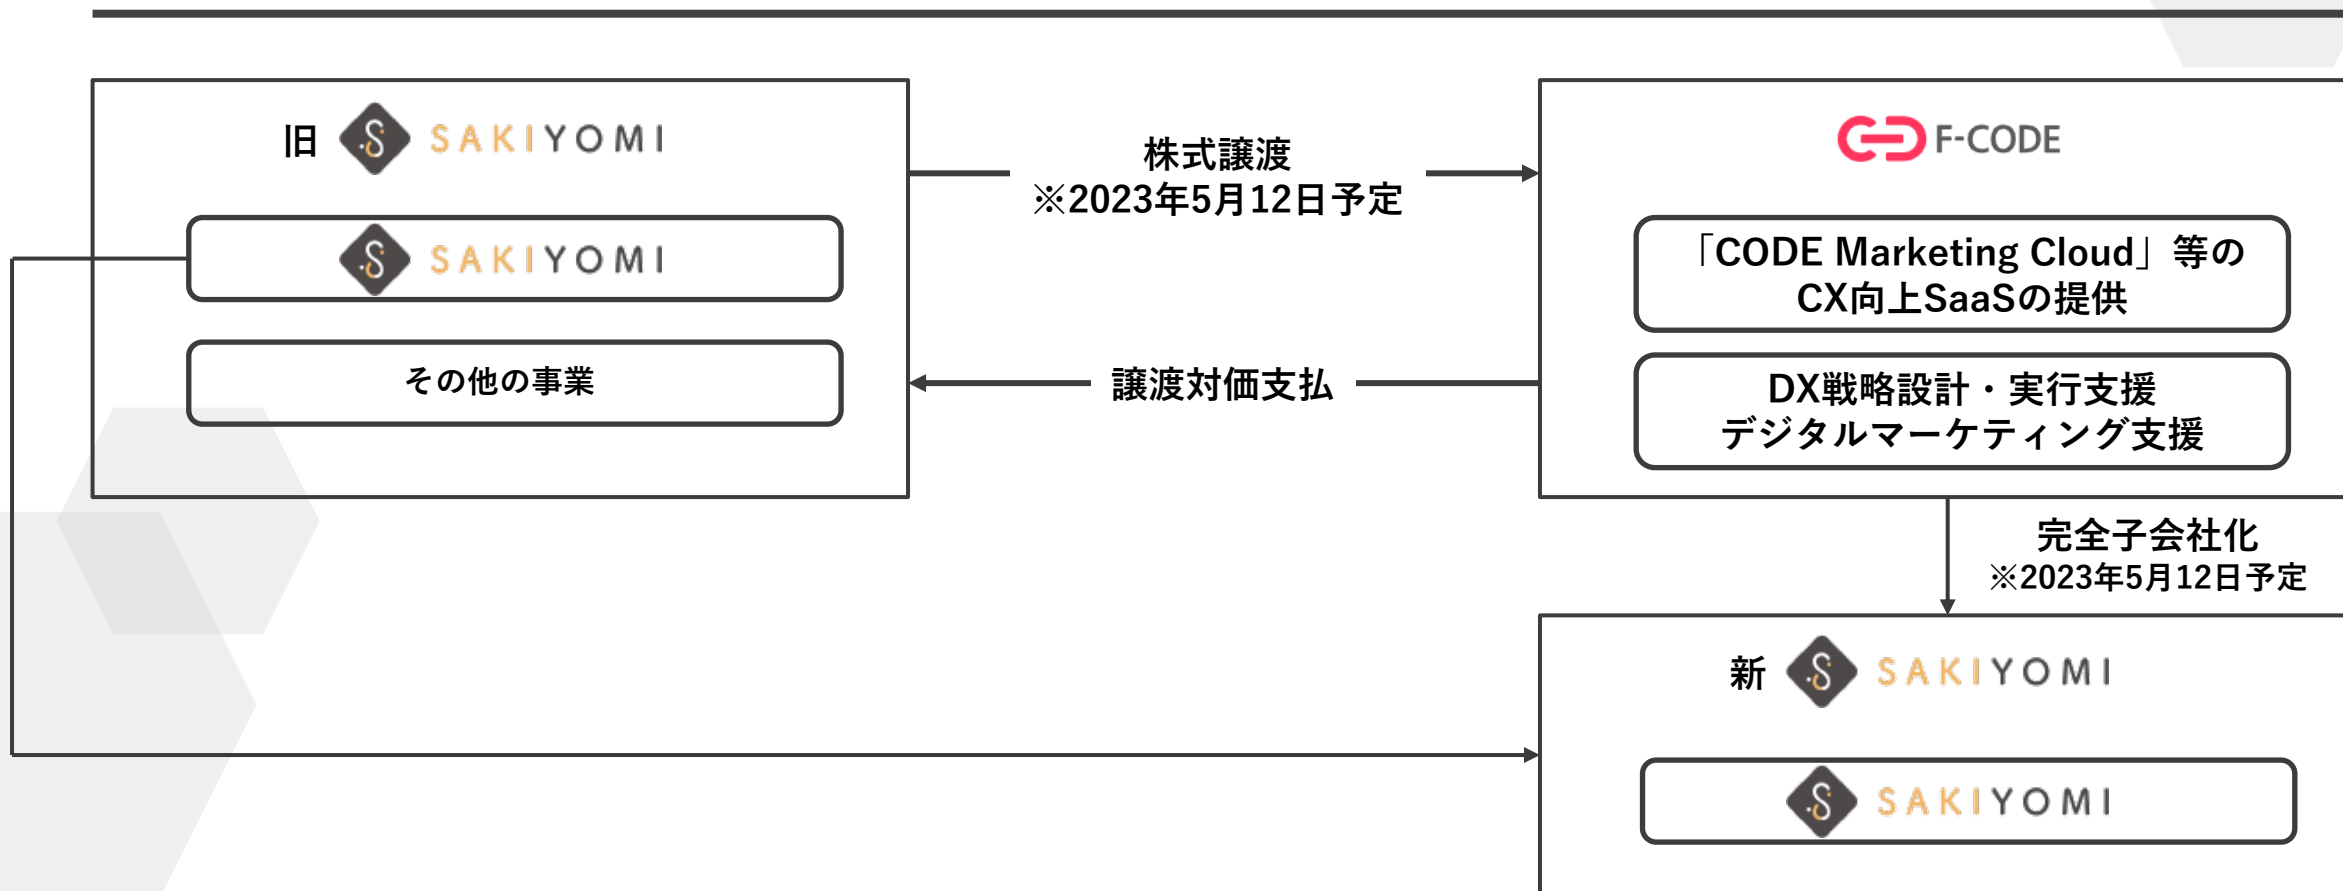 旧 SAKIYOMI
SAKIYOMI
その他の事業
株式譲渡
※2023年5月12日予定
譲渡対価支払
F-CODE
「CODE Marketing Cloud」等の
CX向上SaaSの提供
DX戦略設計・実行支援
デジタルマーケティング支援
完全子会社化
※2023年5月12日予定
新 SAKIYOMI
SAKIYOMI